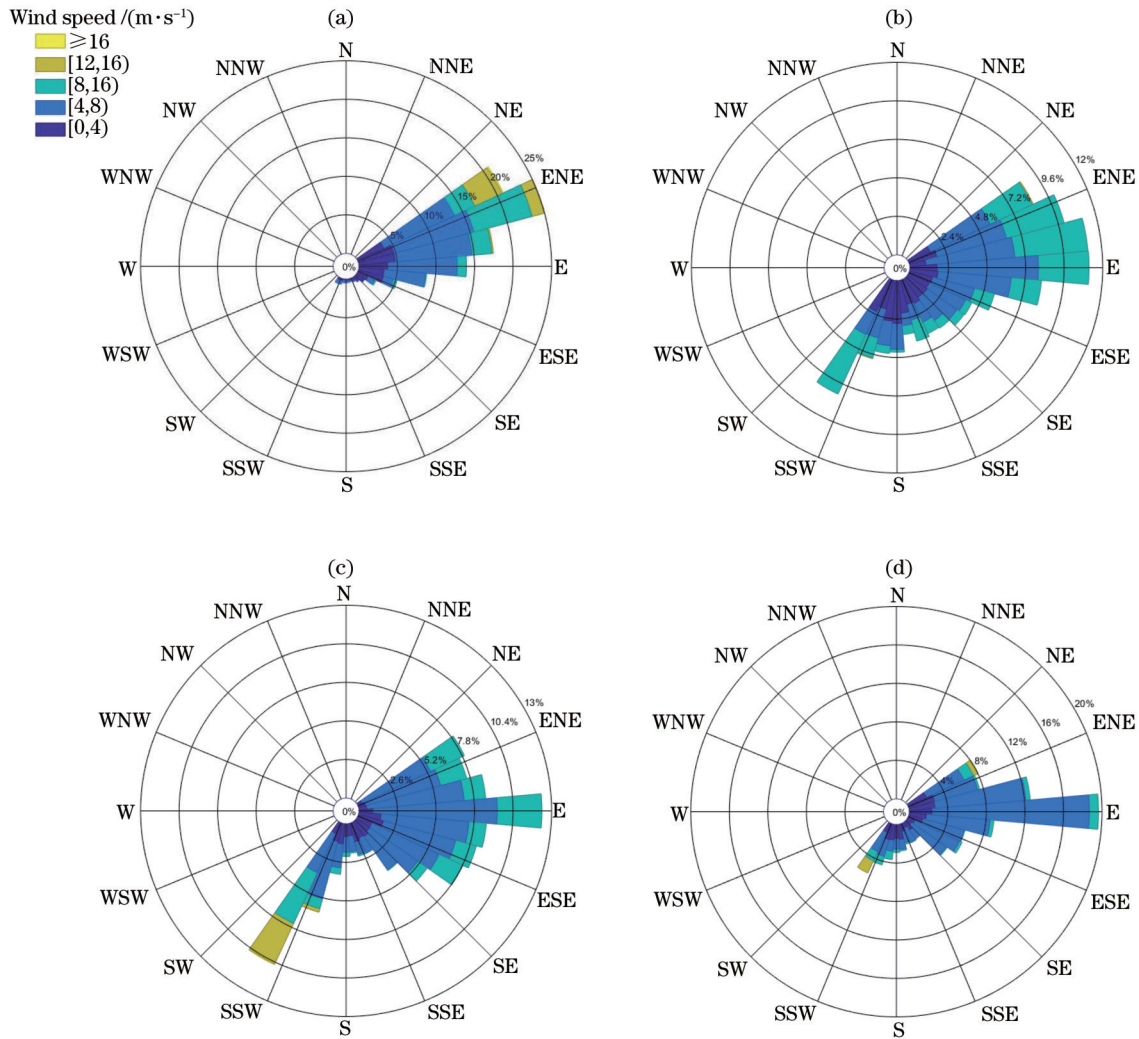 Wind speed /(m·s⁻¹)
≥16
[12,16)
[8,16)
[4,8)
[0,4)
(a)
N
NNW
NNE
NW
NE
WNW
ENE
W
E
WSW
ESE
SW
SE
SSW
SSE
S
0%
5%
10%
15%
20%
25%
(b)
N
NNW
NNE
NW
NE
WNW
ENE
W
E
WSW
ESE
SW
SE
SSW
SSE
S
0%
2.4%
4.8%
7.2%
9.6%
12%
(c)
N
NNW
NNE
NW
NE
WNW
ENE
W
E
WSW
ESE
SW
SE
SSW
SSE
S
0%
2.6%
5.2%
7.8%
10.4%
13%
(d)
N
NNW
NNE
NW
NE
WNW
ENE
W
E
WSW
ESE
SW
SE
SSW
SSE
S
0%
4%
8%
12%
16%
20%